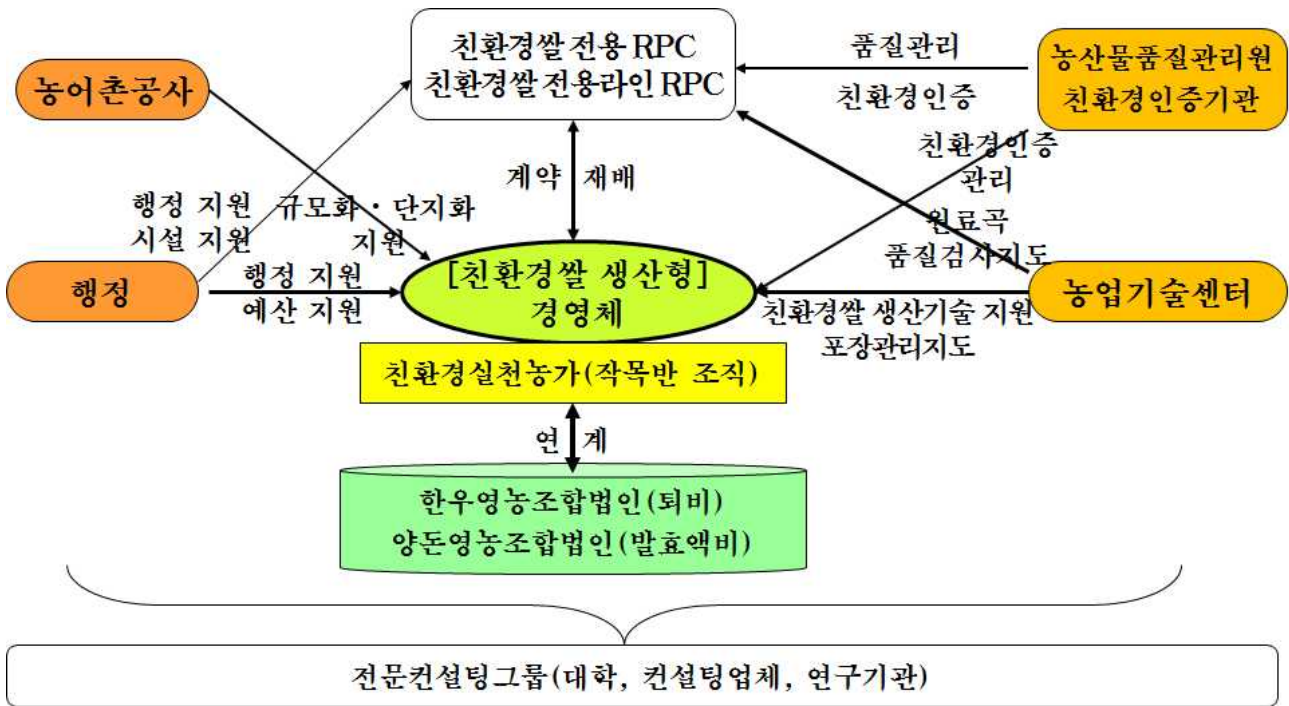 친환경쌀 전용 RPC
친환경쌀 전용라인 RPC
농어촌공사
품질관리
친환경인증
농산물품질관리원
친환경인증기관
계약 재배
친환경인증
관리
행정 지원
시설 지원
규모화·단지화
지원
원료곡
품질검사지도
행정
행정 지원
예산 지원
[친환경쌀 생산형]
경영체
친환경쌀 생산기술 지원
포장관리지도
농업기술센터
친환경실천농가(작목반 조직)
연 계
한우영농조합법인(퇴비)
양돈영농조합법인(발효액비)
전문컨설팅그룹(대학, 컨설팅업체, 연구기관)